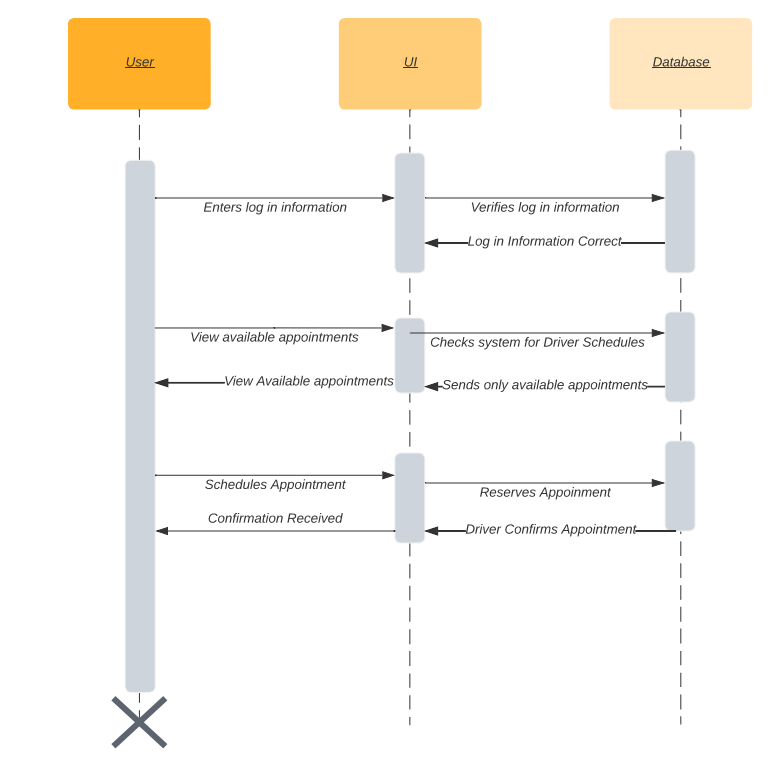 User
UI
Database
Enters log in information
Verifies log in information
Log in Information Correct
View available appointments
Checks system for Driver Schedules
View Available appointments
Sends only available appointments
Schedules Appointment
Reserves Appoinment
Confirmation Received
Driver Confirms Appointment